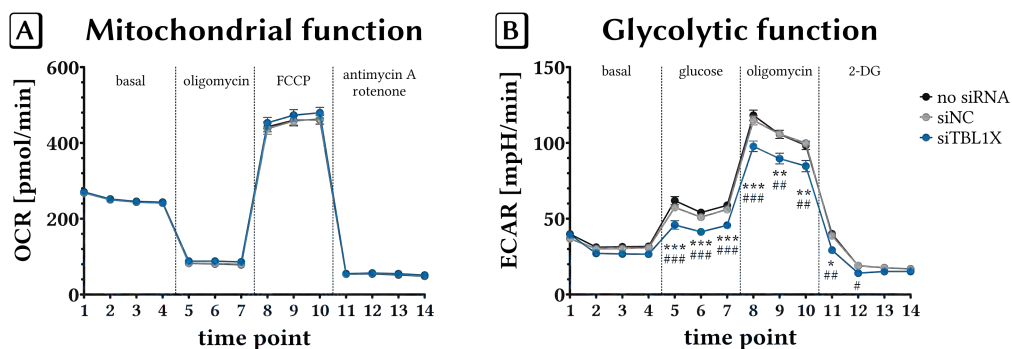 A Mitochondrial function
600
400
200
0
OCR [pmol/min]
basal
oligomycin
FCCP
antimycin A
rotenone
1 2 3 4 5 6 7 8 9 10 11 12 13 14
time point
B Glycolytic function
150
100
50
0
ECAR [mpH/min]
basal
glucose
oligomycin
2-DG
***
###
***
###
***
###
***
###
**
##
**
##
*
##
#
1 2 3 4 5 6 7 8 9 10 11 12 13 14
time point
no siRNA
siNC
siTBL1X